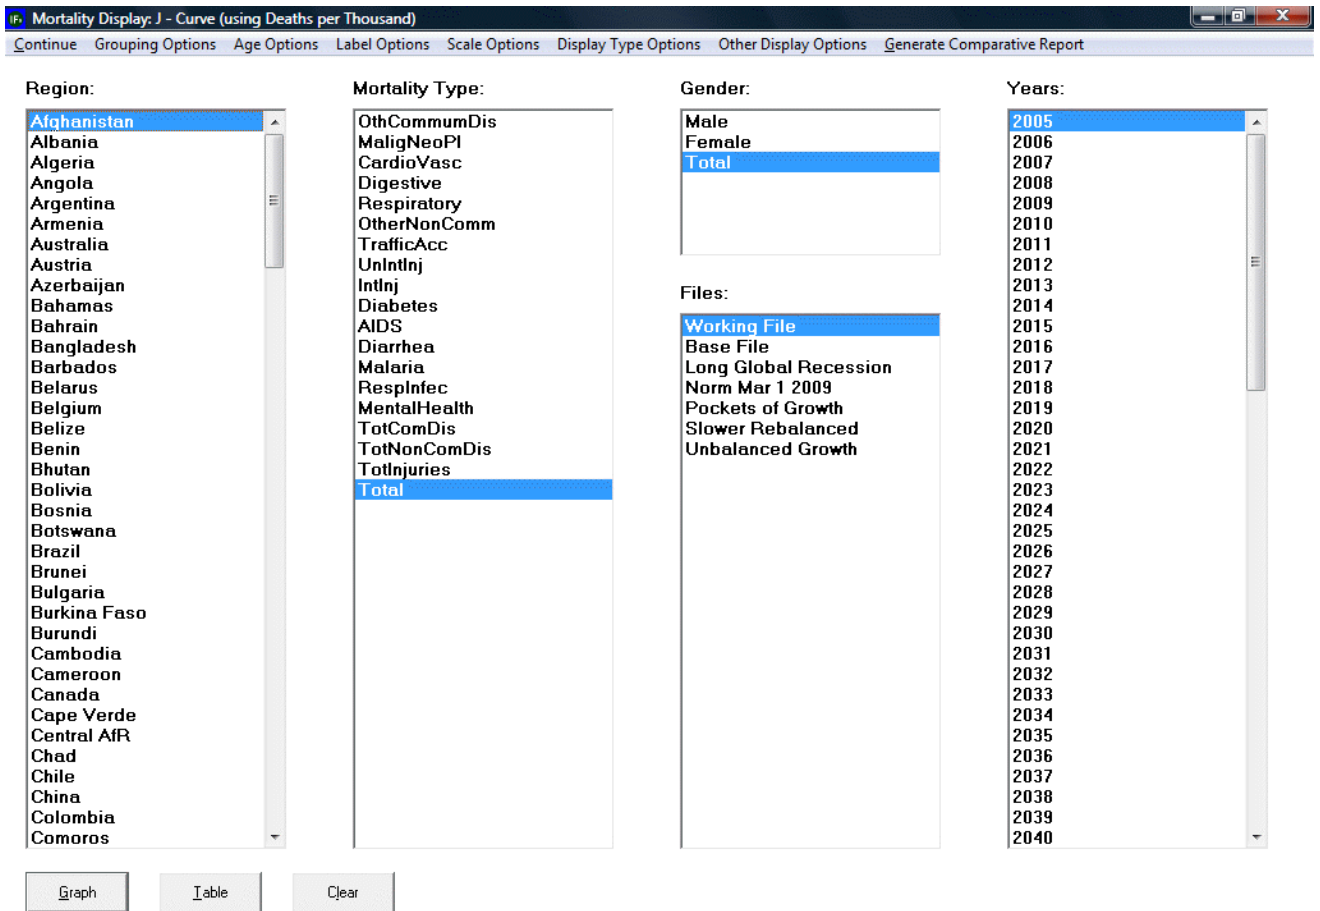 IFs Mortality Display: J - Curve (using Deaths per Thousand)
Continue Grouping Options Age Options Label Options Scale Options Display Type Options Other Display Options Generate Comparative Report
Region:
Afghanistan
Albania
Algeria
Angola
Argentina
Armenia
Australia
Austria
Azerbaijan
Bahamas
Bahrain
Bangladesh
Barbados
Belarus
Belgium
Belize
Benin
Bhutan
Bolivia
Bosnia
Botswana
Brazil
Brunei
Bulgaria
Burkina Faso
Burundi
Cambodia
Cameroon
Canada
Cape Verde
Central AfR
Chad
Chile
China
Colombia
Comoros
Mortality Type:
OthCommumDis
MaligNeoPl
CardioVasc
Digestive
Respiratory
OtherNonComm
TrafficAcc
UnIntInj
IntInj
Diabetes
AIDS
Diarrhea
Malaria
RespInfec
MentalHealth
TotComDis
TotNonComDis
TotInjuries
Total
Gender:
Male
Female
Total
Files:
Working File
Base File
Long Global Recession
Norm Mar 1 2009
Pockets of Growth
Slower Rebalanced
Unbalanced Growth
Years:
2005
2006
2007
2008
2009
2010
2011
2012
2013
2014
2015
2016
2017
2018
2019
2020
2021
2022
2023
2024
2025
2026
2027
2028
2029
2030
2031
2032
2033
2034
2035
2036
2037
2038
2039
2040
Graph Table Clear